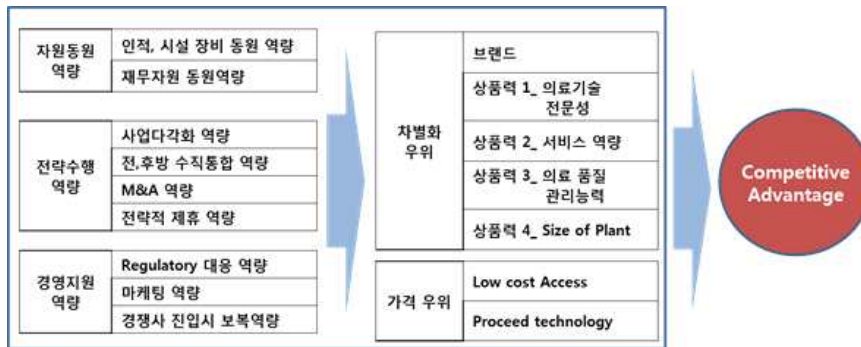 자원동원
역량
인적, 시설 장비 동원 역량
재무자원 동원역량
전략수행
역량
사업다각화 역량
전,후방 수직통합 역량
M&A 역량
전략적 제휴 역량
경영지원
역량
Regulatory 대응 역량
마케팅 역량
경쟁사 진입시 보복역량
차별화
우위
브랜드
상품력 1_ 의료기술
전문성
상품력 2_ 서비스 역량
상품력 3_ 의료 품질
관리능력
상품력 4_ Size of Plant
가격 우위
Low cost Access
Proceed technology
Competitive
Advantage